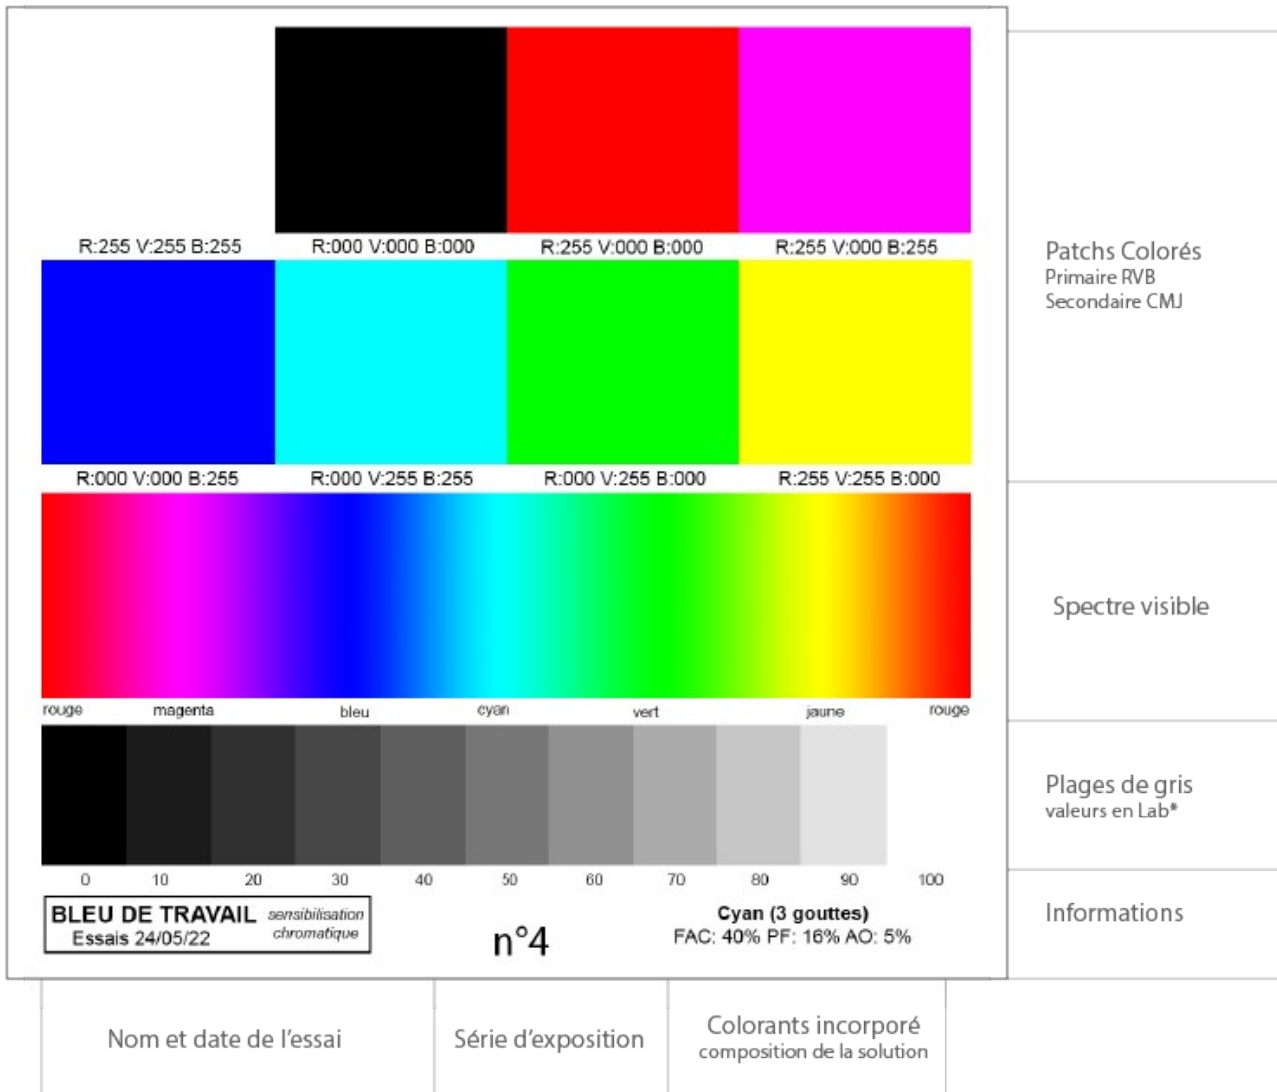 R:255 V:255 B:255
R:000 V:000 B:000
R:255 V:000 B:000
R:255 V:000 B:255
Patchs Colorés
Primaire RVB
Secondaire CMJ
R:000 V:000 B:255
R:000 V:255 B:255
R:000 V:255 B:000
R:255 V:255 B:000
Spectre visible
rouge
magenta
bleu
cyan
vert
jaune
rouge
Plages de gris
valeurs en Lab*
0
10
20
30
40
50
60
70
80
90
100
BLEU DE TRAVAIL
Essais 24/05/22
sensibilisation
chromatique
n°4
Cyan (3 gouttes)
FAC: 40% PF: 16% AO: 5%
Informations
Nom et date de l'essai
Série d'exposition
Colorants incorporé
composition de la solution